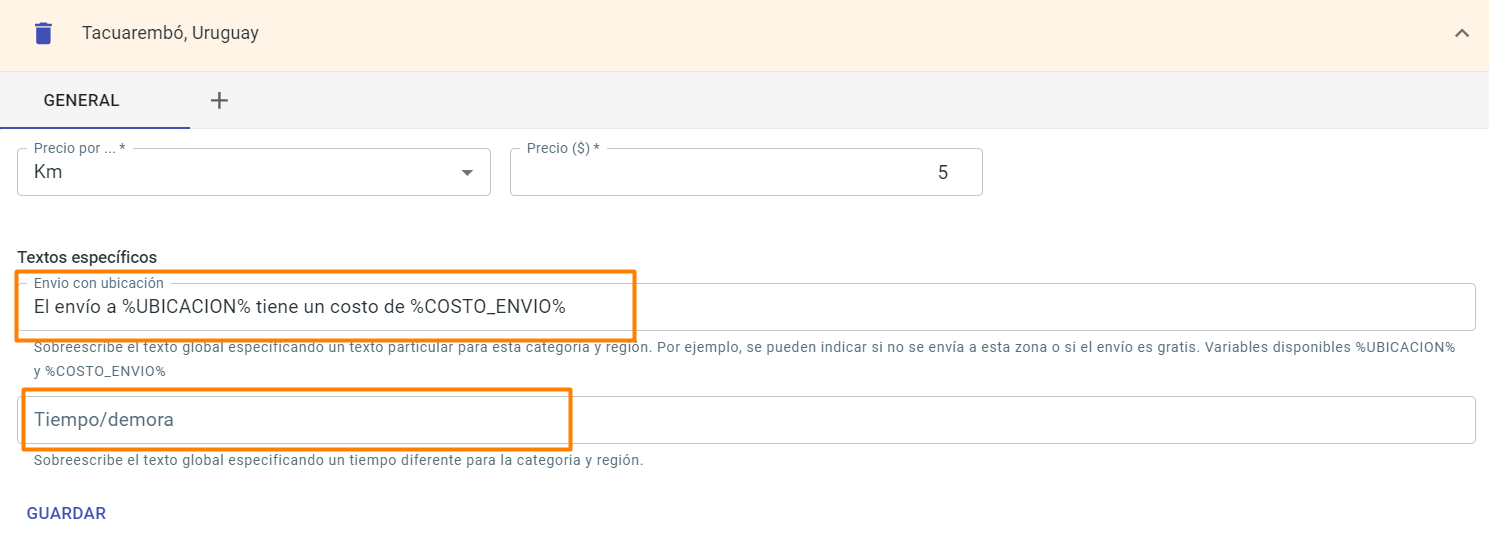 Tacuarembó, Uruguay
GENERAL
Precio por ... *
Km
Precio ($) *
5
Textos específicos
Envio con ubicación
El envío a %UBICACION% tiene un costo de %COSTO_ENVIO%
Sobreescribe el texto global especificando un texto particular para esta categoria y región. Por ejemplo, se pueden indicar si no se envía a esta zona o si el envío es gratis. Variables disponibles %UBICACION%
y %COSTO_ENVIO%
Tiempo/demora
Sobreescribe el texto global especificando un tiempo diferente para la categoria y región.
GUARDAR